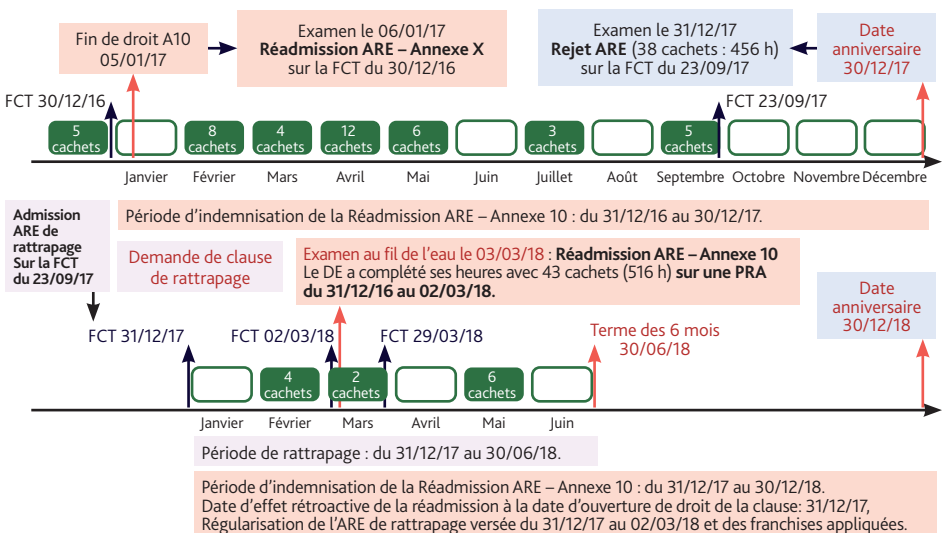 Fin de droit A10
05/01/17
Examen le 06/01/17
Réadmission ARE – Annexe X
sur la FCT du 30/12/16
Examen le 31/12/17
Rejet ARE (38 cachets : 456 h)
sur la FCT du 23/09/17
Date
anniversaire
30/12/17
FCT 30/12/16
FCT 23/09/17
5
cachets
8
cachets
4
cachets
12
cachets
6
cachets
3
cachets
5
cachets
Janvier
Février
Mars
Avril
Mai
Juin
Juillet
Août
Septembre
Octobre
Novembre
Décembre
Admission
ARE de
rattrapage
Sur la FCT
du 23/09/17
Période d’indemnisation de la Réadmission ARE – Annexe 10 : du 31/12/16 au 30/12/17.
Demande de clause
de rattrapage
Examen au fil de l’eau le 03/03/18 : Réadmission ARE – Annexe 10
Le DE a complété ses heures avec 43 cachets (516 h) sur une PRA
du 31/12/16 au 02/03/18.
Date
anniversaire
30/12/18
FCT 31/12/17
FCT 02/03/18
FCT 29/03/18
Terme des 6 mois
30/06/18
4
cachets
2
cachets
6
cachets
Janvier
Février
Mars
Avril
Mai
Juin
Période de rattrapage : du 31/12/17 au 30/06/18.
Période d’indemnisation de la Réadmission ARE – Annexe 10 : du 31/12/17 au 30/12/18.
Date d’effet rétroactive de la réadmission à la date d’ouverture de droit de la clause: 31/12/17,
Régularisation de l’ARE de rattrapage versée du 31/12/17 au 02/03/18 et des franchises appliquées.